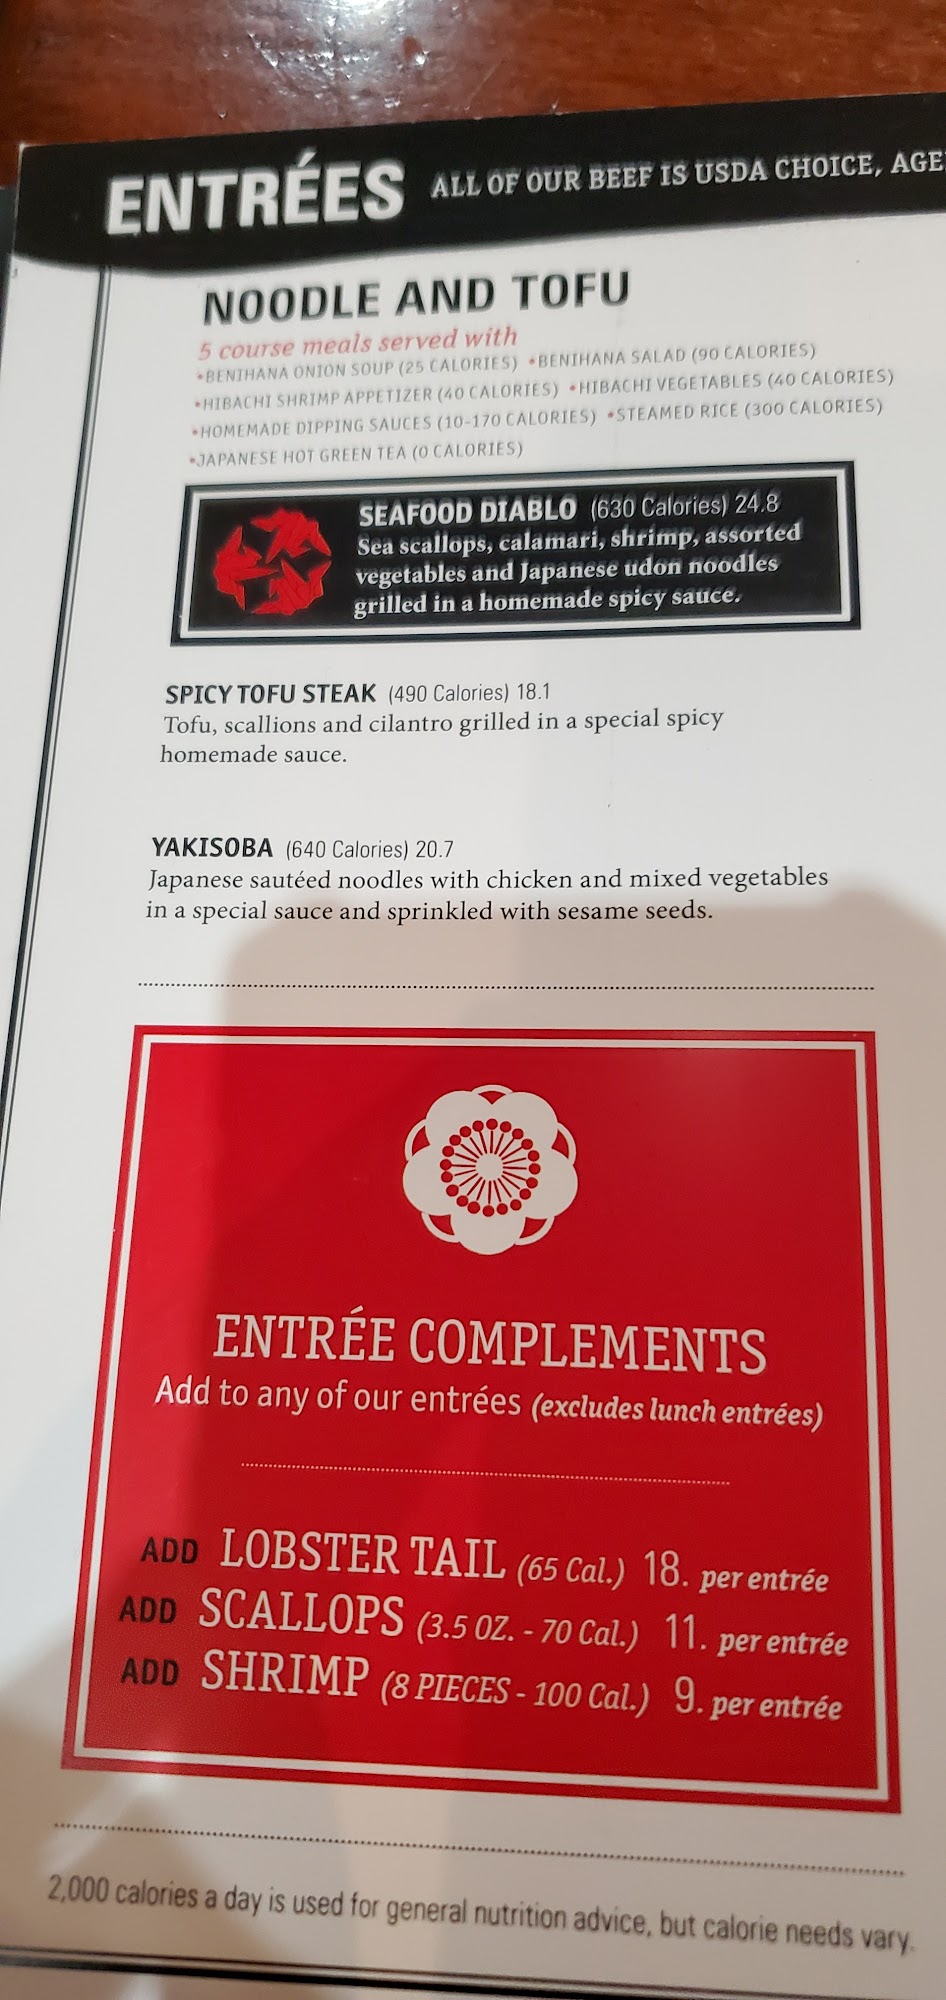 ENTRÉES ALL OF OUR BEEF IS USDA CHOICE, AGE
NOODLE AND TOFU
5 course meals served with
•BENIHANA ONION SOUP (25 CALORIES) •BENIHANA SALAD (90 CALORIES)
•HIBACHI SHRIMP APPETIZER (40 CALORIES) •HIBACHI VEGETABLES (40 CALORIES)
•HOMEMADE DIPPING SAUCES (10-170 CALORIES) •STEAMED RICE (300 CALORIES)
•JAPANESE HOT GREEN TEA (0 CALORIES)
SEAFOOD DIABLO (630 Calories) 24.8
Sea scallops, calamari, shrimp, assorted
vegetables and Japanese udon noodles
grilled in a homemade spicy sauce.
SPICY TOFU STEAK (490 Calories) 18.1
Tofu, scallions and cilantro grilled in a special spicy
homemade sauce.
YAKISOBA (640 Calories) 20.7
Japanese sautéed noodles with chicken and mixed vegetables
in a special sauce and sprinkled with sesame seeds.
ENTRÉE COMPLEMENTS
Add to any of our entrées (excludes lunch entrées)
ADD LOBSTER TAIL (65 Cal.) 18. per entrée
ADD SCALLOPS (3.5 OZ. - 70 Cal.) 11. per entrée
ADD SHRIMP (8 PIECES - 100 Cal.) 9. per entrée
2,000 calories a day is used for general nutrition advice, but calorie needs vary.